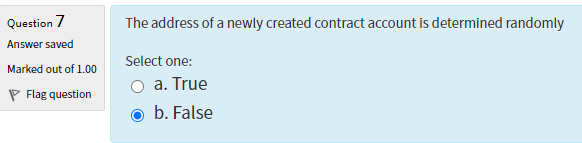 Question 7
Answer saved
Marked out of 1.00
Flag question
The address of a newly created contract account is determined randomly
Select one:
a. True
b. False